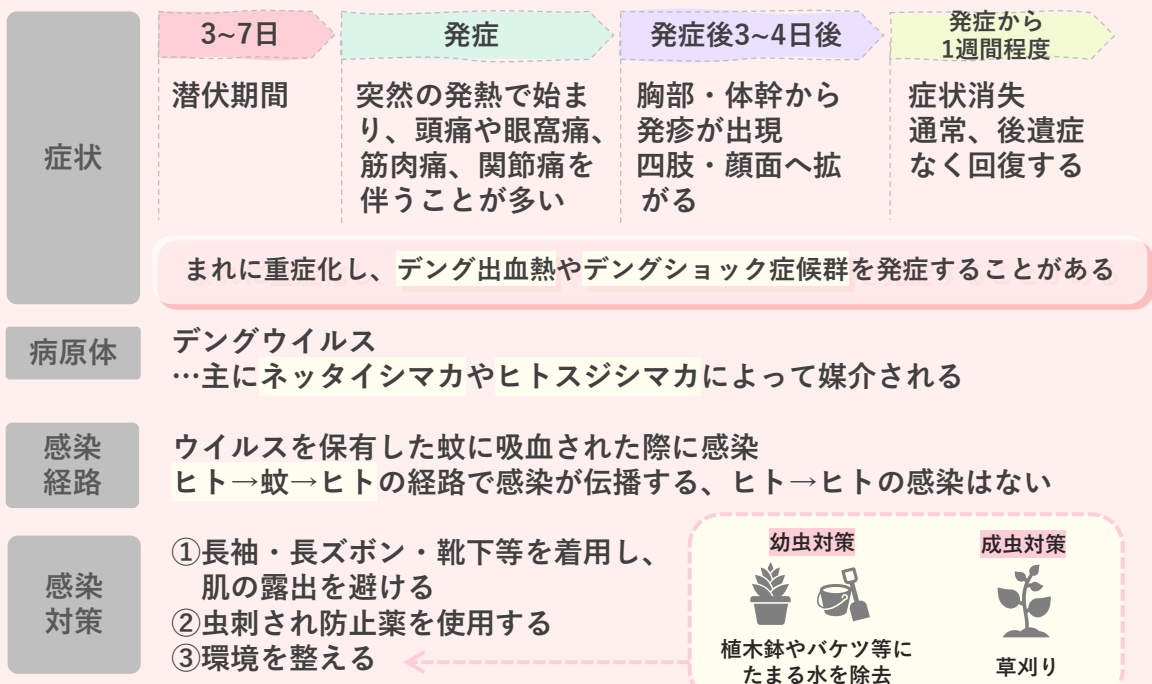 症状
3~7日
潜伏期間
発症
突然の発熱で始ま
り、頭痛や眼窩痛、
筋肉痛、関節痛を
伴うことが多い
発症後3~4日後
胸部・体幹から
発疹が出現
四肢・顔面へ拡
がる
発症から
1週間程度
症状消失
通常、後遺症
なく回復する
まれに重症化し、デング出血熱やデングショック症候群を発症することがある
病原体
デングウイルス
…主にネッタイシマカやヒトスジシマカによって媒介される
感染
経路
ウイルスを保有した蚊に吸血された際に感染
ヒト→蚊→ヒトの経路で感染が伝播する、ヒト→ヒトの感染はない
感染
対策
①長袖・長ズボン・靴下等を着用し、
肌の露出を避ける
②虫刺され防止薬を使用する
③環境を整える
幼虫対策
植木鉢やバケツ等に
たまる水を除去
成虫対策
草刈り